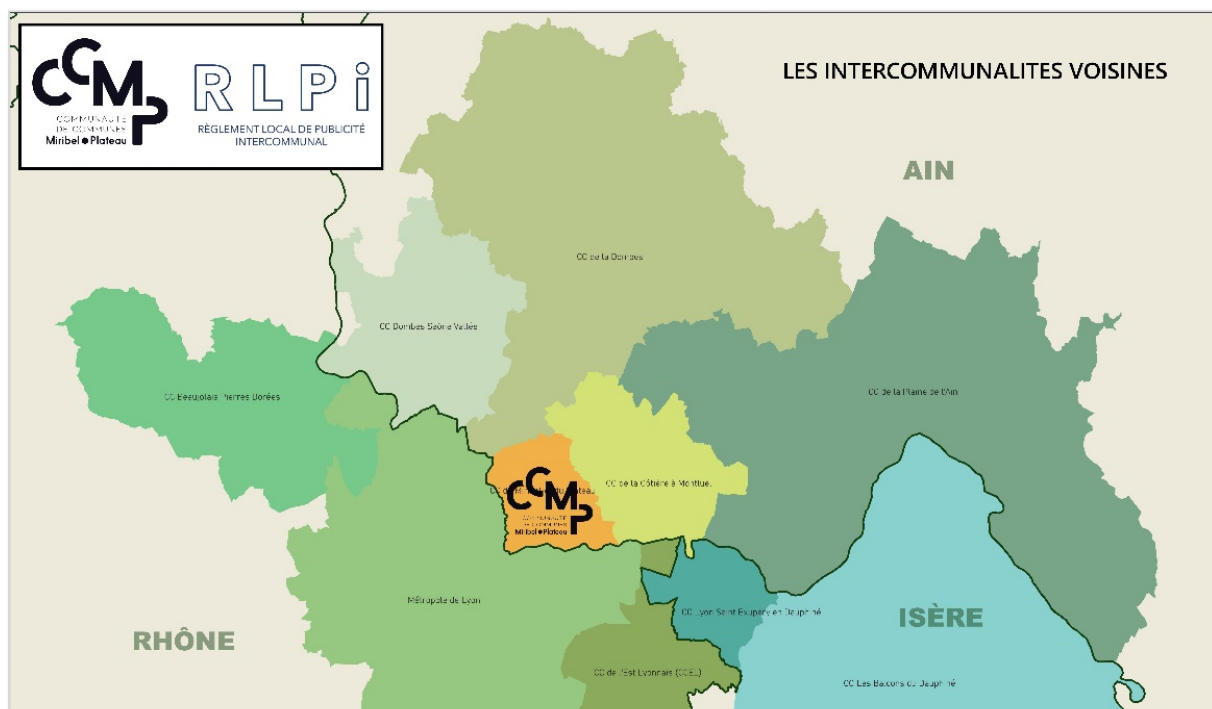 CCMP
COMMUNAUTÉ
DE COMMUNES
Miribel Plateau
RLPi
RÈGLEMENT LOCAL DE PUBLICITÉ
INTERCOMMUNAL
LES INTERCOMMUNALITES VOISINES
AIN
CC de la Dombes
CC Dombes Saône Vallée
CC Beaujolais Pierres Dorées
CC de la Plaine de l'Ain
CC de la Côtière à Montluel
CCMP
COMMUNAUTÉ
DE COMMUNES
Miribel Plateau
Métropole de Lyon
CC Lyon Saint Exupéry en Dauphiné
RHÔNE
ISÈRE
CC de l'Est Lyonnais (CCEL)
CC Les Balcons du Dauphiné